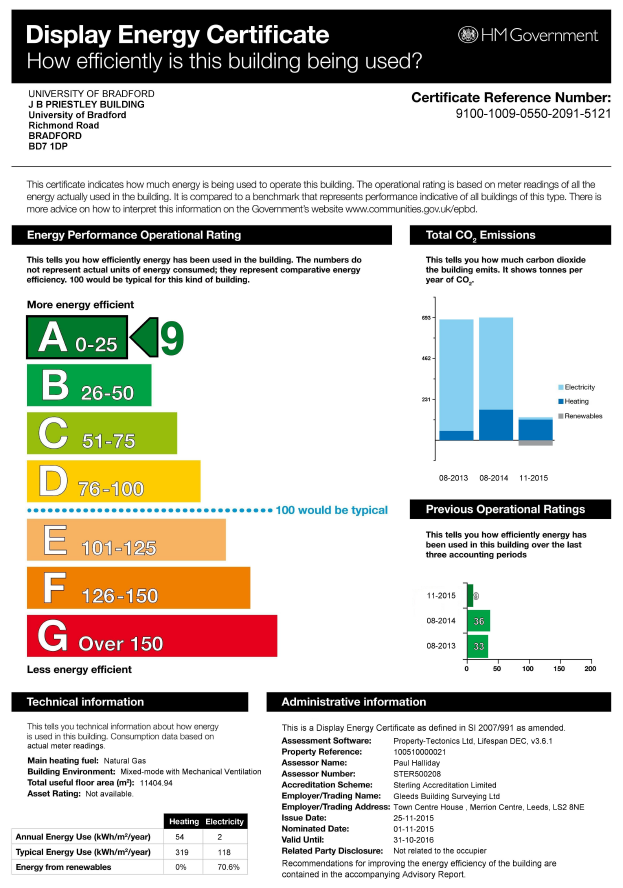 Display Energy Certificate
HM Government
How efficiently is this building being used?
UNIVERSITY OF BRADFORD
J B PRIESTLEY BUILDING
University of Bradford
Richmond Road
BRADFORD
BD7 1DP
Certificate Reference Number:
9100-1009-0550-2091-5121
This certificate indicates how much energy is being used to operate this building. The operational rating is based on meter readings of all the
energy actually used in the building. It is compared to a benchmark that represents performance indicative of all buildings of this type. There is
more advice on how to interpret this information on the Government's website www.communities.gov.uk/epbd.
Energy Performance Operational Rating
This tells you how efficiently energy has been used in the building. The numbers do
not represent actual units of energy consumed; they represent comparative energy
efficiency. 100 would be typical for this kind of building.
More energy efficient
A 0-25
9
B 26-50
C 51-75
D 76-100
100 would be typical
E 101-125
F 126-150
G Over 150
Less energy efficient
Total CO2 Emissions
This tells you how much carbon dioxide
the building emits. It shows tonnes per
year of CO2.
693
462
231
Electricity
Heating
Renewables
08-2013 08-2014 11-2015
Previous Operational Ratings
This tells you how efficiently energy has
been used in this building over the last
three accounting periods
11-2015 9
08-2014 36
08-2013 33
0 50 100 150 200
Technical information
This tells you technical information about how energy
is used in this building. Consumption data based on
actual meter readings.
Main heating fuel: Natural Gas
Building Environment: Mixed-mode with Mechanical Ventilation
Total useful floor area (m2): 11404.94
Asset Rating: Not available.
Heating Electricity
Annual Energy Use (kWh/m2/year) 54 2
Typical Energy Use (kWh/m2/year) 319 118
Energy from renewables 0% 70.6%
Administrative information
This is a Display Energy Certificate as defined in SI 2007/991 as amended.
Assessment Software: Property-Tectonics Ltd, Lifespan DEC, v3.6.1
Property Reference: 100510000021
Assessor Name: Paul Halliday
Assessor Number: STER500208
Accreditation Scheme: Sterling Accreditation Limited
Employer/Trading Name: Gleeds Building Surveying Ltd
Employer/Trading Address: Town Centre House , Merrion Centre, Leeds, LS2 8NE
Issue Date: 25-11-2015
Nominated Date: 01-11-2015
Valid Until: 31-10-2016
Related Party Disclosure: Not related to the occupier
Recommendations for improving the energy efficiency of the building are
contained in the accompanying Advisory Report.